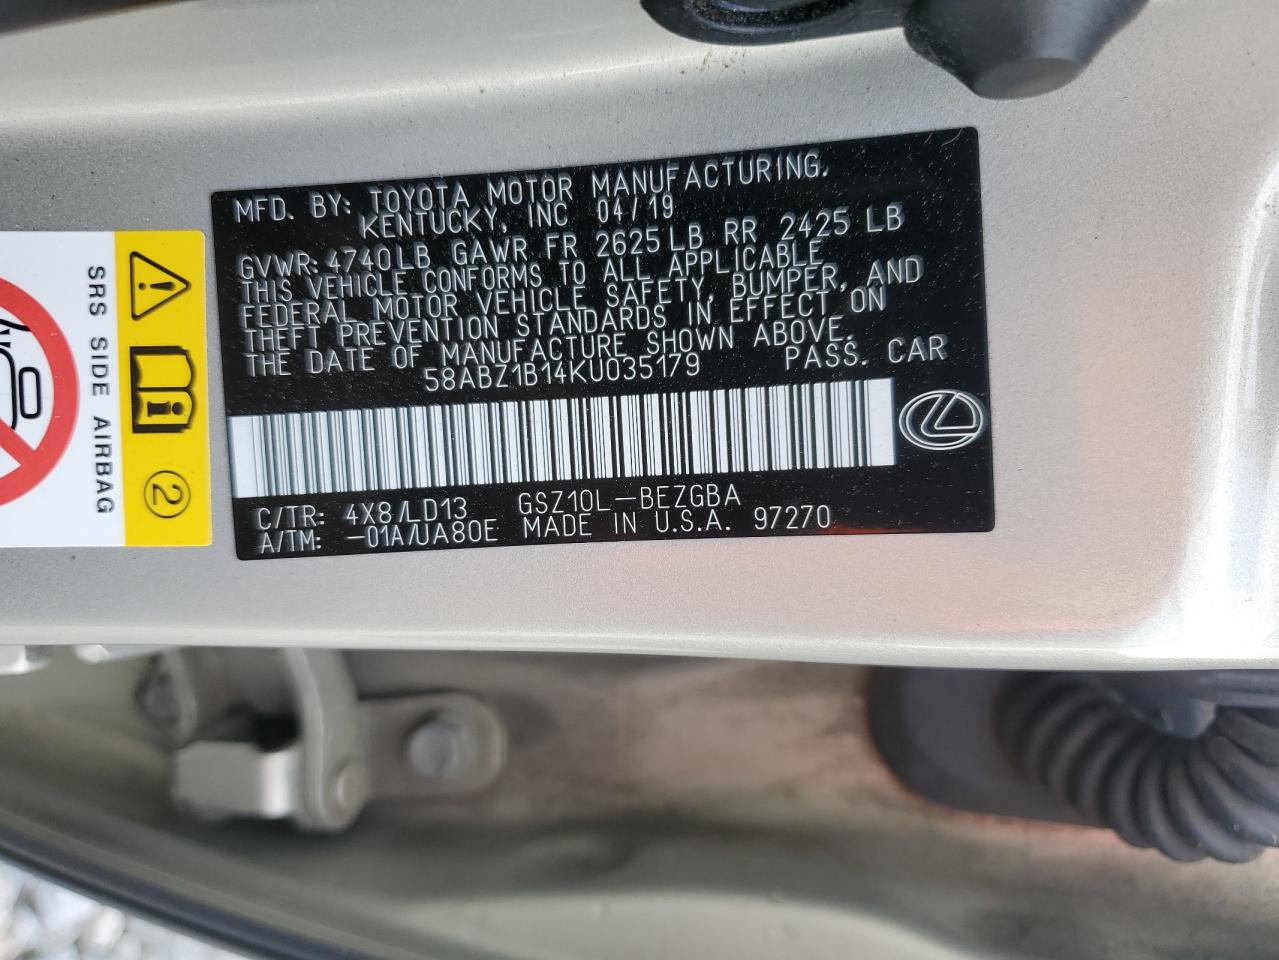 MFD. BY: TOYOTA MOTOR MANUFACTURING,
KENTUCKY, INC 04/19
GVWR: 4740LB GAWR FR 2625LB RR 2425 LB
THIS VEHICLE CONFORMS TO ALL APPLICABLE
FEDERAL MOTOR VEHICLE SAFETY, BUMPER, AND
THEFT PREVENTION STANDARDS IN EFFECT ON
THE DATE OF MANUFACTURE SHOWN ABOVE.
58ABZ1B14KU035179 PASS. CAR
C/TR: 4X8/LD13 GSZ10L-BEZGBA
A/TM: -01A/UA80E MADE IN U.S.A. 97270
SRS SIDE AIRBAG
2